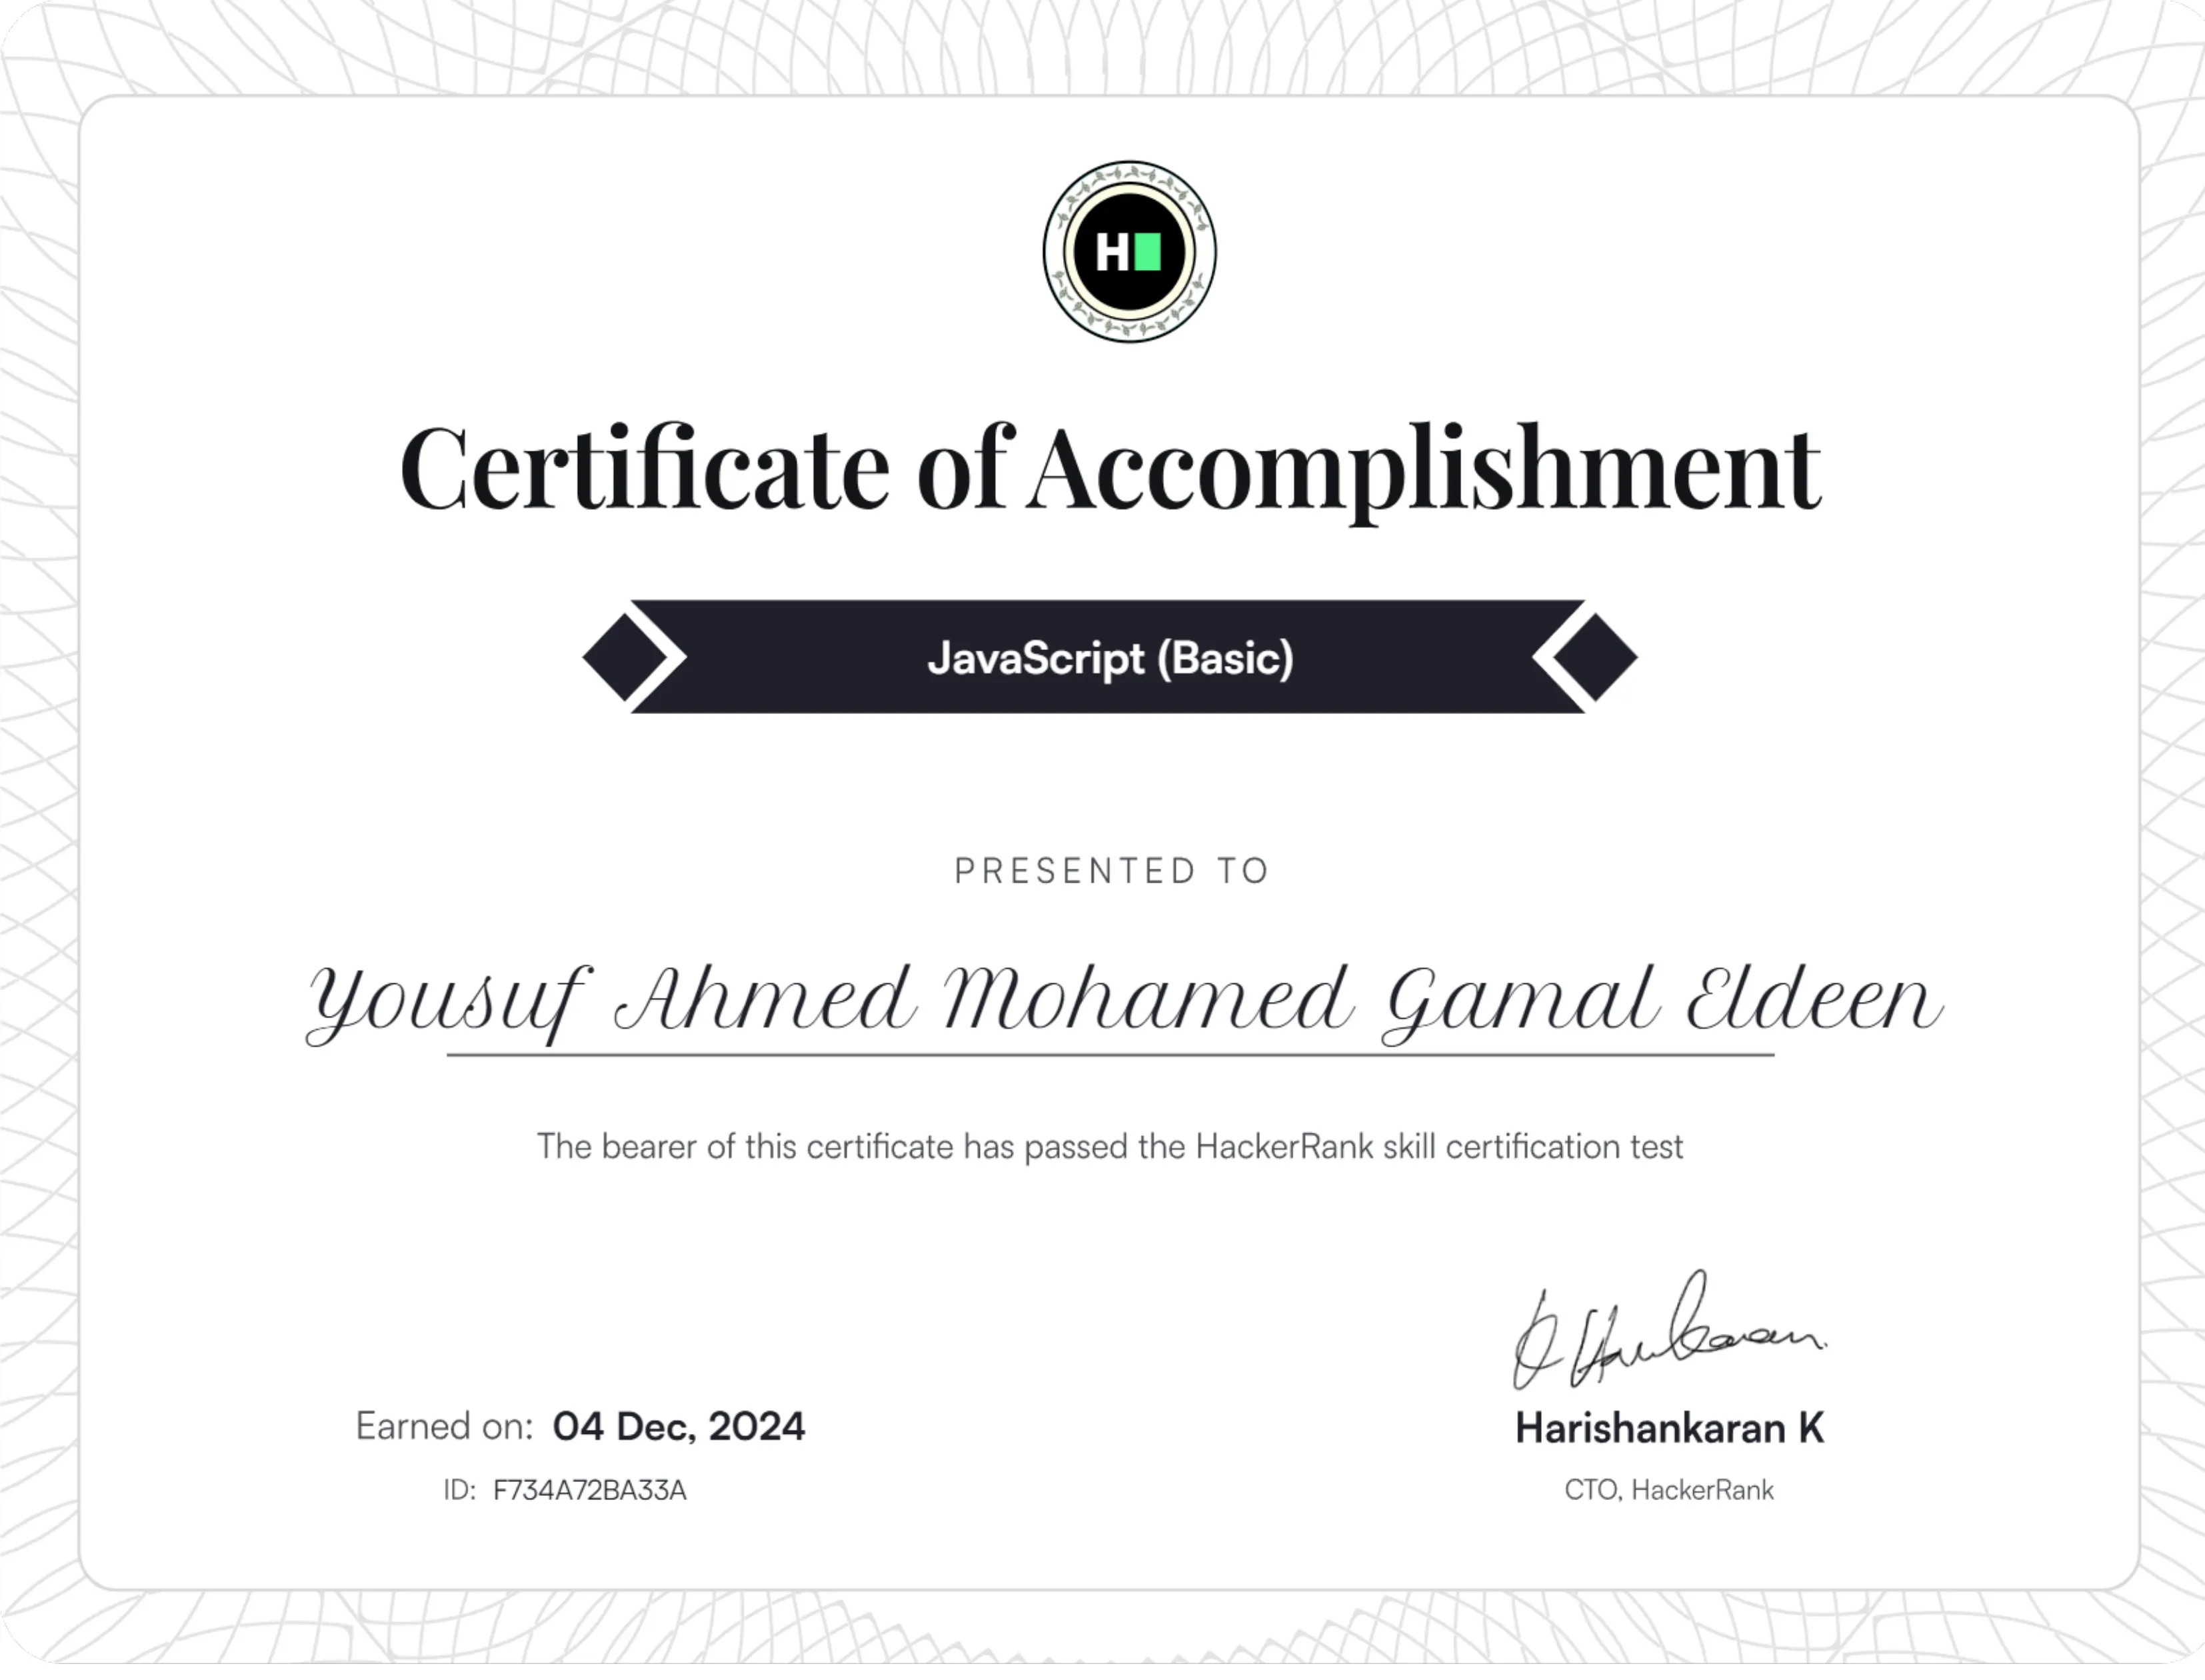 H
Certificate of Accomplishment
JavaScript (Basic)
PRESENTED TO
Yousuf Ahmed Mohamed Gamal Eldeen
The bearer of this certificate has passed the HackerRank skill certification test
Earned on: 04 Dec, 2024
ID: F734A72BA33A
Harishankaran K
CTO, HackerRank